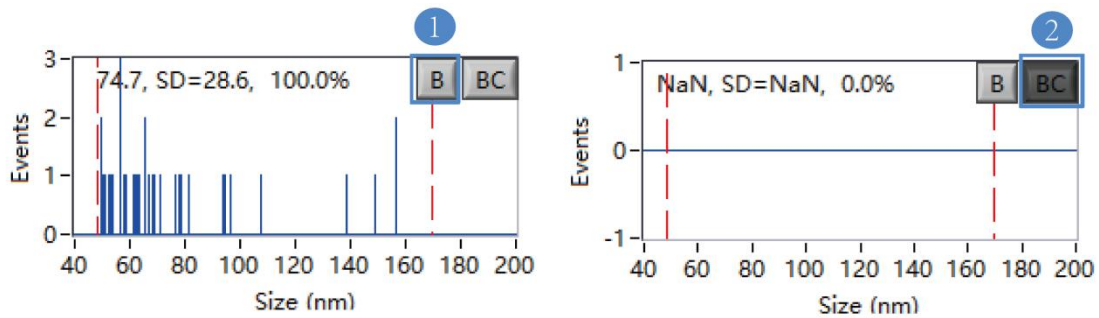 1
3
74.7, SD=28.6, 100.0%
B
BC
2
1
0
Events
40 60 80 100 120 140 160 180 200
Size (nm)
2
1
NaN, SD=NaN, 0.0%
B
BC
0
-1
Events
40 60 80 100 120 140 160 180 200
Size (nm)